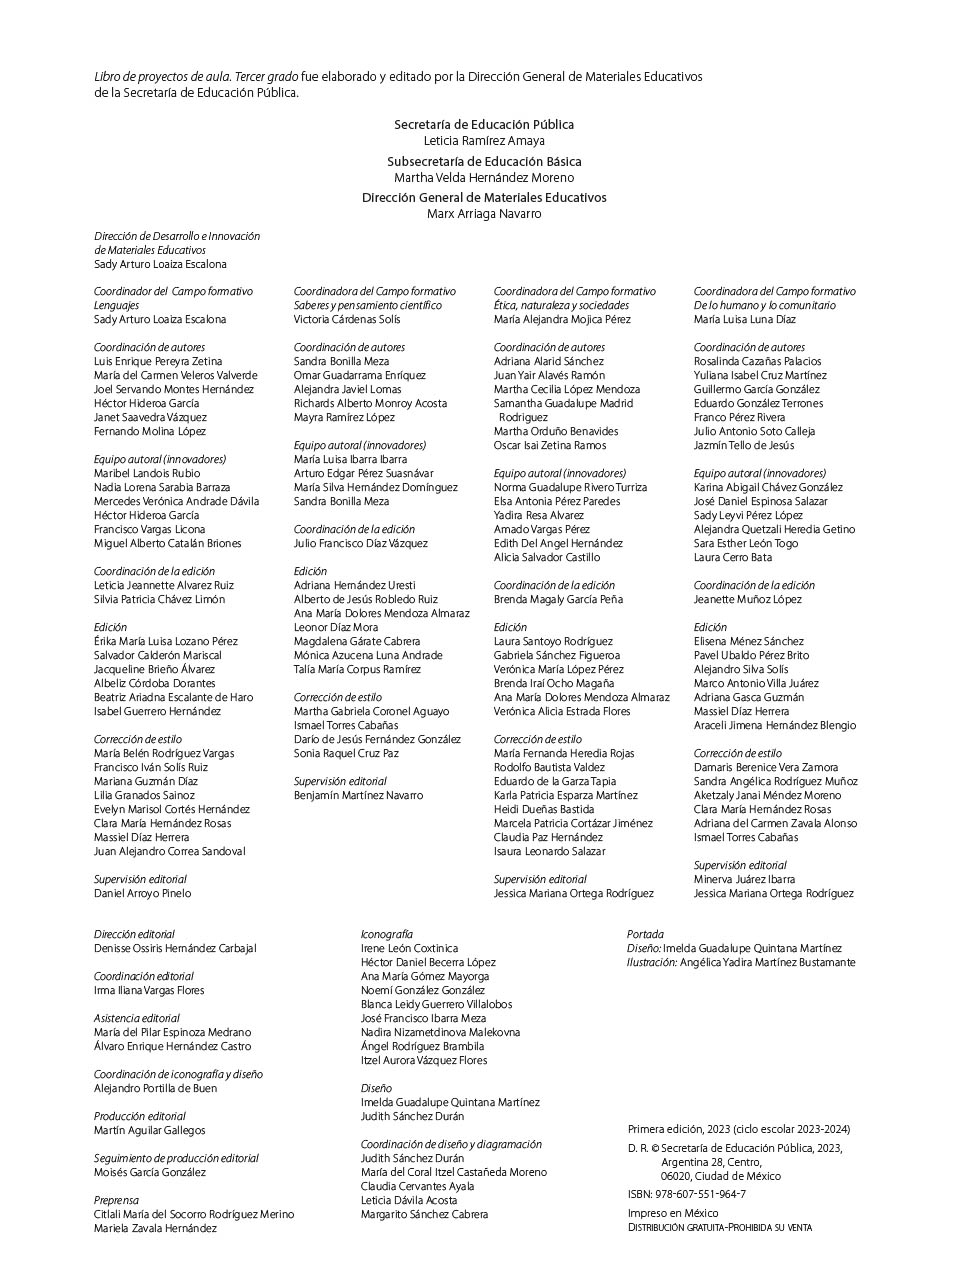 Libro de proyectos de aula. Tercer grado fue elaborado y editado por la Dirección General de Materiales Educativos
de la Secretaría de Educación Pública.
Secretaría de Educación Pública
Leticia Ramírez Amaya
Subsecretaría de Educación Básica
Martha Velda Hernández Moreno
Dirección General de Materiales Educativos
Marx Arriaga Navarro
Dirección de Desarrollo e Innovación
de Materiales Educativos
Sady Arturo Loaiza Escalona
Coordinador del Campo formativo
Lenguajes
Sady Arturo Loaiza Escalona
Coordinación de autores
Luis Enrique Pereyra Zetina
María del Carmen Veleros Valverde
Joel Servando Montes Hernández
Héctor Hideroa García
Janet Saavedra Vázquez
Fernando Molina López
Equipo autoral (innovadores)
Maribel Landois Rubio
Nadia Lorena Sarabia Barraza
Mercedes Verónica Andrade Dávila
Héctor Hideroa García
Francisco Vargas Licona
Miguel Alberto Catalán Briones
Coordinación de la edición
Leticia Jeannette Alvarez Ruiz
Silvia Patricia Chávez Limón
Edición
Érika María Luisa Lozano Pérez
Salvador Calderón Mariscal
Jacqueline Brieño Álvarez
Albeliz Córdoba Dorantes
Beatriz Ariadna Escalante de Haro
Isabel Guerrero Hernández
Corrección de estilo
María Belén Rodríguez Vargas
Francisco Iván Solís Ruiz
Mariana Guzmán Díaz
Lilia Granados Sainoz
Evelyn Marisol Cortés Hernández
Clara María Hernández Rosas
Massiel Díaz Herrera
Juan Alejandro Correa Sandoval
Supervisión editorial
Daniel Arroyo Pinelo
Coordinadora del Campo formativo
Saberes y pensamiento científico
Victoria Cárdenas Solís
Coordinación de autores
Sandra Bonilla Meza
Omar Guadarrama Enríquez
Alejandra Javiel Lomas
Richards Alberto Monroy Acosta
Mayra Ramírez López
Equipo autoral (innovadores)
María Luisa Ibarra Ibarra
Arturo Edgar Pérez Suasnávar
María Silva Hernández Domínguez
Sandra Bonilla Meza
Coordinación de la edición
Julio Francisco Díaz Vázquez
Edición
Adriana Hernández Uresti
Alberto de Jesús Robledo Ruiz
Ana María Dolores Mendoza Almaraz
Leonor Díaz Mora
Magdalena Gárate Cabrera
Mónica Azucena Luna Andrade
Talía María Corpus Ramírez
Corrección de estilo
Martha Gabriela Coronel Aguayo
Ismael Torres Cabañas
Darío de Jesús Fernández González
Sonia Raquel Cruz Paz
Supervisión editorial
Benjamín Martínez Navarro
Coordinadora del Campo formativo
Ética, naturaleza y sociedades
María Alejandra Mojica Pérez
Coordinación de autores
Adriana Alarid Sánchez
Juan Yair Alavés Ramón
Martha Cecilia López Mendoza
Samantha Guadalupe Madrid
Rodriguez
Martha Orduño Benavides
Oscar Isai Zetina Ramos
Equipo autoral (innovadores)
Norma Guadalupe Rivero Turriza
Elsa Antonia Pérez Paredes
Yadira Resa Alvarez
Amado Vargas Pérez
Edith Del Angel Hernández
Alicia Salvador Castillo
Coordinación de la edición
Brenda Magaly García Peña
Edición
Laura Santoyo Rodríguez
Gabriela Sánchez Figueroa
Verónica María López Pérez
Brenda Iraí Ocho Magaña
Ana María Dolores Mendoza Almaraz
Verónica Alicia Estrada Flores
Corrección de estilo
María Fernanda Heredia Rojas
Rodolfo Bautista Valdez
Eduardo de la Garza Tapia
Karla Patricia Esparza Martínez
Heidi Dueñas Bastida
Marcela Patricia Cortázar Jiménez
Claudia Paz Hernández
Isaura Leonardo Salazar
Supervisión editorial
Jessica Mariana Ortega Rodríguez
Coordinadora del Campo formativo
De lo humano y lo comunitario
María Luisa Luna Díaz
Coordinación de autores
Rosalinda Cazañas Palacios
Yuliana Isabel Cruz Martínez
Guillermo García González
Eduardo González Terrones
Franco Pérez Rivera
Julio Antonio Soto Calleja
Jazmín Tello de Jesús
Equipo autoral (innovadores)
Karina Abigail Chávez González
José Daniel Espinosa Salazar
Sady Leyvi Pérez López
Alejandra Quetzali Heredia Getino
Sara Esther León Togo
Laura Cerro Bata
Coordinación de la edición
Jeanette Muñoz López
Edición
Elisena Ménez Sánchez
Pavel Ubaldo Pérez Brito
Alejandro Silva Solís
Marco Antonio Villa Juárez
Adriana Gasca Guzmán
Massiel Díaz Herrera
Araceli Jimena Hernández Blengio
Corrección de estilo
Damaris Berenice Vera Zamora
Sandra Angélica Rodríguez Muñoz
Aketzaly Janai Méndez Moreno
Clara María Hernández Rosas
Adriana del Carmen Zavala Alonso
Ismael Torres Cabañas
Supervisión editorial
Minerva Juárez Ibarra
Jessica Mariana Ortega Rodríguez
Dirección editorial
Denisse Ossiris Hernández Carbajal
Coordinación editorial
Irma Iliana Vargas Flores
Asistencia editorial
María del Pilar Espinoza Medrano
Álvaro Enrique Hernández Castro
Coordinación de iconografía y diseño
Alejandro Portilla de Buen
Producción editorial
Martín Aguilar Gallegos
Seguimiento de producción editorial
Moisés García González
Preprensa
Citlali María del Socorro Rodríguez Merino
Mariela Zavala Hernández
Iconografía
Irene León Coxtinica
Héctor Daniel Becerra López
Ana María Gómez Mayorga
Noemí González González
Blanca Leidy Guerrero Villalobos
José Francisco Ibarra Meza
Nadira Nizametdinova Malekovna
Ángel Rodríguez Brambila
Itzel Aurora Vázquez Flores
Diseño
Imelda Guadalupe Quintana Martínez
Judith Sánchez Durán
Coordinación de diseño y diagramación
Judith Sánchez Durán
María del Coral Itzel Castañeda Moreno
Claudia Cervantes Ayala
Leticia Dávila Acosta
Margarito Sánchez Cabrera
Portada
Diseño: Imelda Guadalupe Quintana Martínez
Ilustración: Angélica Yadira Martínez Bustamante
Primera edición, 2023 (ciclo escolar 2023-2024)
D. R. © Secretaría de Educación Pública, 2023,
Argentina 28, Centro,
06020, Ciudad de México
ISBN: 978-607-551-964-7
Impreso en México
DISTRIBUCIÓN GRATUITA-PROHIBIDA SU VENTA